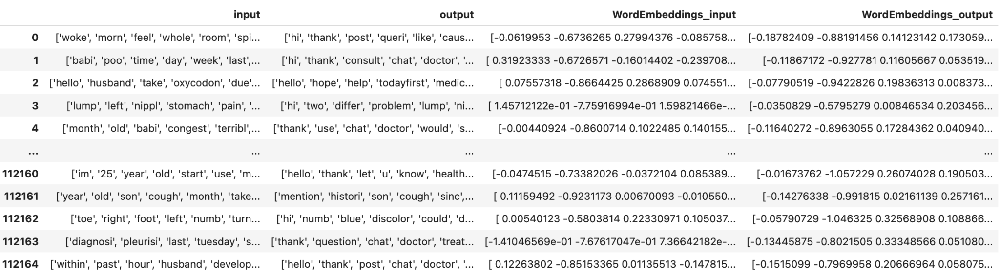 input output WordEmbeddings_input WordEmbeddings_output
0 ['woke', 'morn', 'feel', 'whole', 'room', 'spi... ['hi', 'thank', 'post', 'queri', 'like', 'caus... [-0.0619953 -0.6736265 0.27994376 -0.085758... [-0.18782409 -0.88191456 0.14123142 0.173059...
1 ['babi', 'poo', 'time', 'day', 'week', 'last',... ['hi', 'thank', 'consult', 'chat', 'doctor', '... [ 0.31923333 -0.6726571 -0.16014402 -0.239708... [-0.11867172 -0.927781 0.11605667 0.053519...
2 ['hello', 'husband', 'take', 'oxycodon', 'due'... ['hello', 'hope', 'help', 'todayfirst', 'medic... [ 0.07557318 -0.8664425 0.2868909 0.074551... [-0.07790519 -0.9422826 0.19836313 0.008373...
3 ['lump', 'left', 'nippl', 'stomach', 'pain', '... ['hi', 'two', 'differ', 'problem', 'lump', 'ni... [ 1.45712122e-01 -7.75916994e-01 1.59821466e-... [-0.0350829 -0.5795279 0.00846534 0.203456...
4 ['month', 'old', 'babi', 'congest', 'terribl',... ['thank', 'use', 'chat', 'doctor', 'would', 's... [-0.00440924 -0.8600714 0.1022485 0.140155... [-0.11640272 -0.8963055 0.17284362 0.040940...
... ... ... ... ...
112160 ['im', '25', 'year', 'old', 'start', 'use', 'm... ['hello', 'thank', 'let', 'u', 'know', 'health... [-0.0474515 -0.73382026 -0.0372104 0.085389... [-0.01673762 -1.057229 0.26074028 0.190503...
112161 ['year', 'old', 'son', 'cough', 'month', 'take... ['mention', 'histori', 'son', 'cough', 'sinc',... [ 0.11159492 -0.9231173 0.00670093 -0.010550... [-0.14276338 -0.991815 0.02161139 0.257161...
112162 ['toe', 'right', 'foot', 'left', 'numb', 'turn... ['hi', 'numb', 'blue', 'discolor', 'could', 'd... [ 0.00540123 -0.5803814 0.22330971 0.105037... [-0.05790729 -1.046325 0.32568908 0.108866...
112163 ['diagnosi', 'pleurisi', 'last', 'tuesday', 's... ['thank', 'question', 'chat', 'doctor', 'treat... [-1.41046569e-01 -7.67617047e-01 7.36642182e-... [-0.13445875 -0.8021505 0.33348566 0.051080...
112164 ['within', 'past', 'hour', 'husband', 'develop... ['hello', 'thank', 'post', 'chat', 'doctor', '... [ 0.12263802 -0.85153365 0.01135513 -0.147815... [-0.1515099 -0.7969958 0.20666964 0.058075...